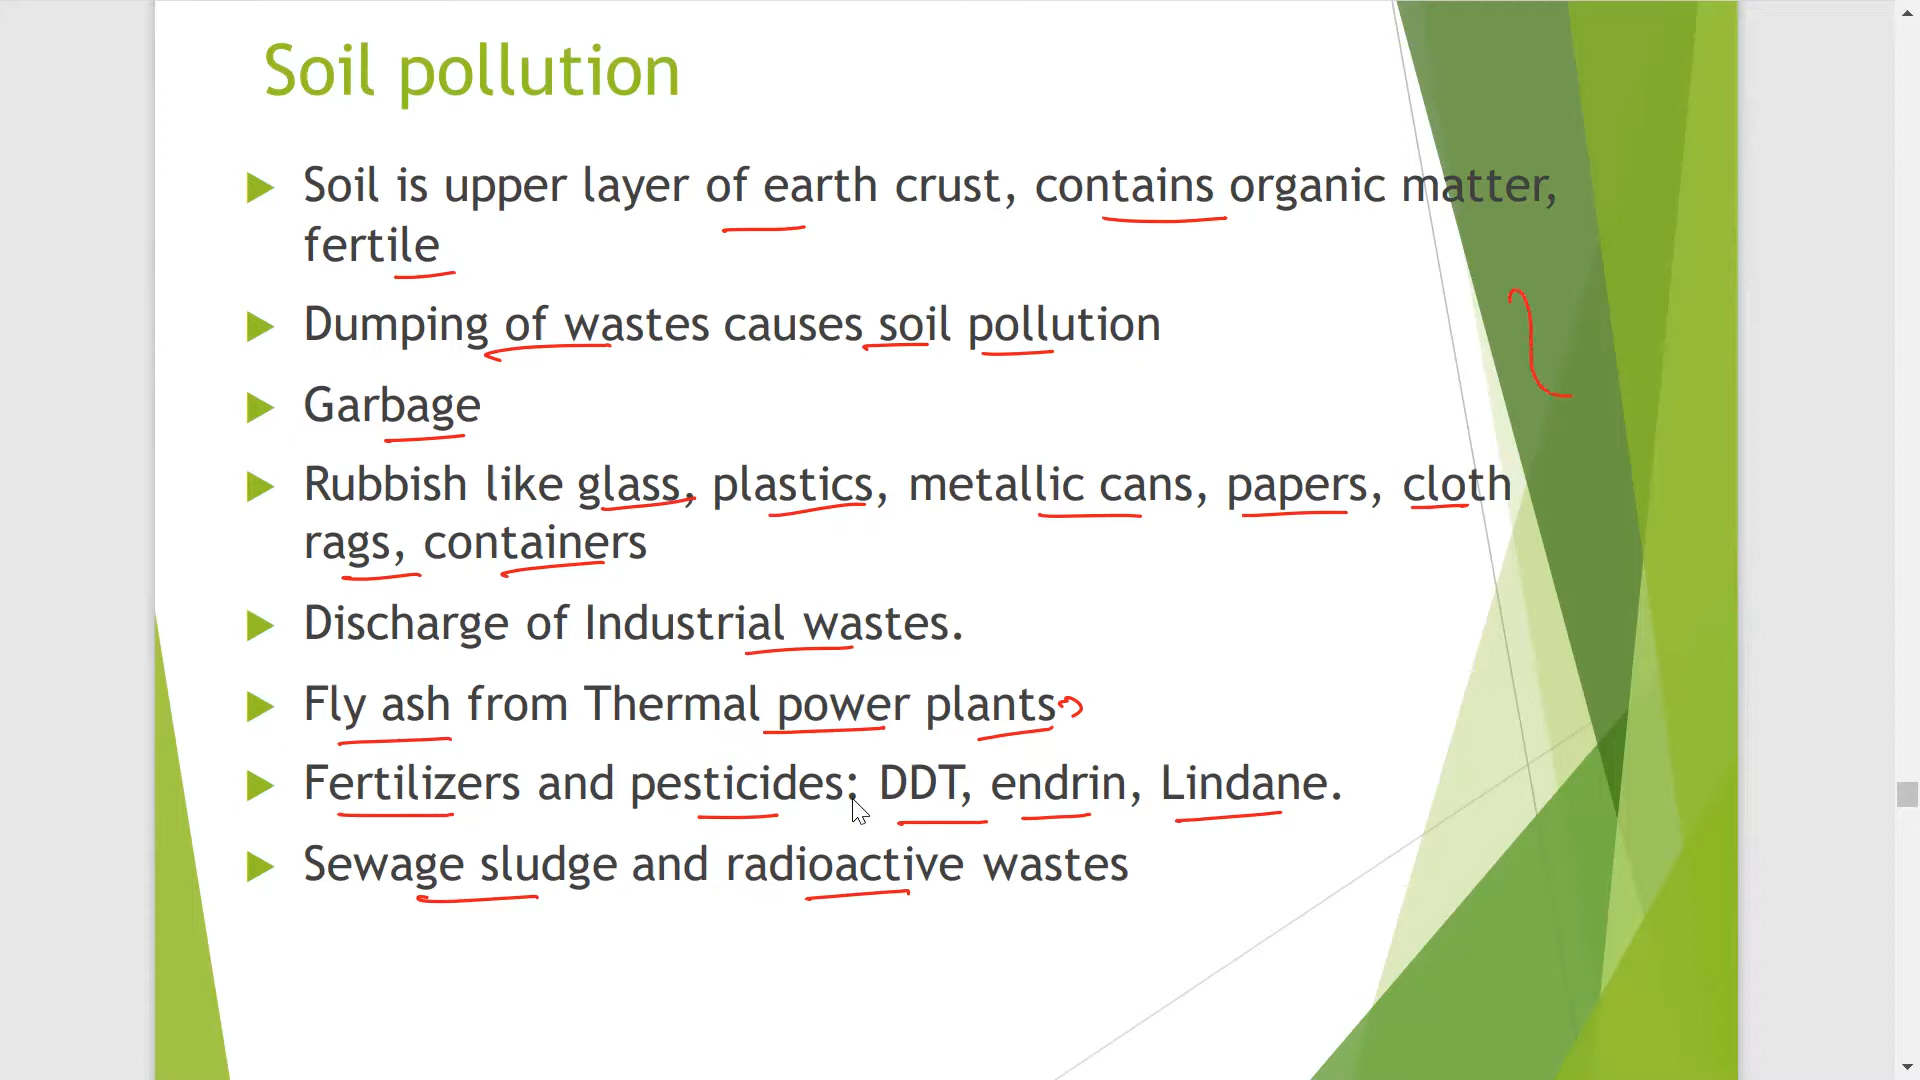 Soil pollution
Soil is upper layer of earth crust, contains organic matter,
fertile
Dumping of wastes causes soil pollution
Garbage
Rubbish like glass, plastics, metallic cans, papers, cloth
rags, containers
Discharge of Industrial wastes.
Fly ash from Thermal power plants
Fertilizers and pesticides: DDT, endrin, Lindane.
Sewage sludge and radioactive wastes